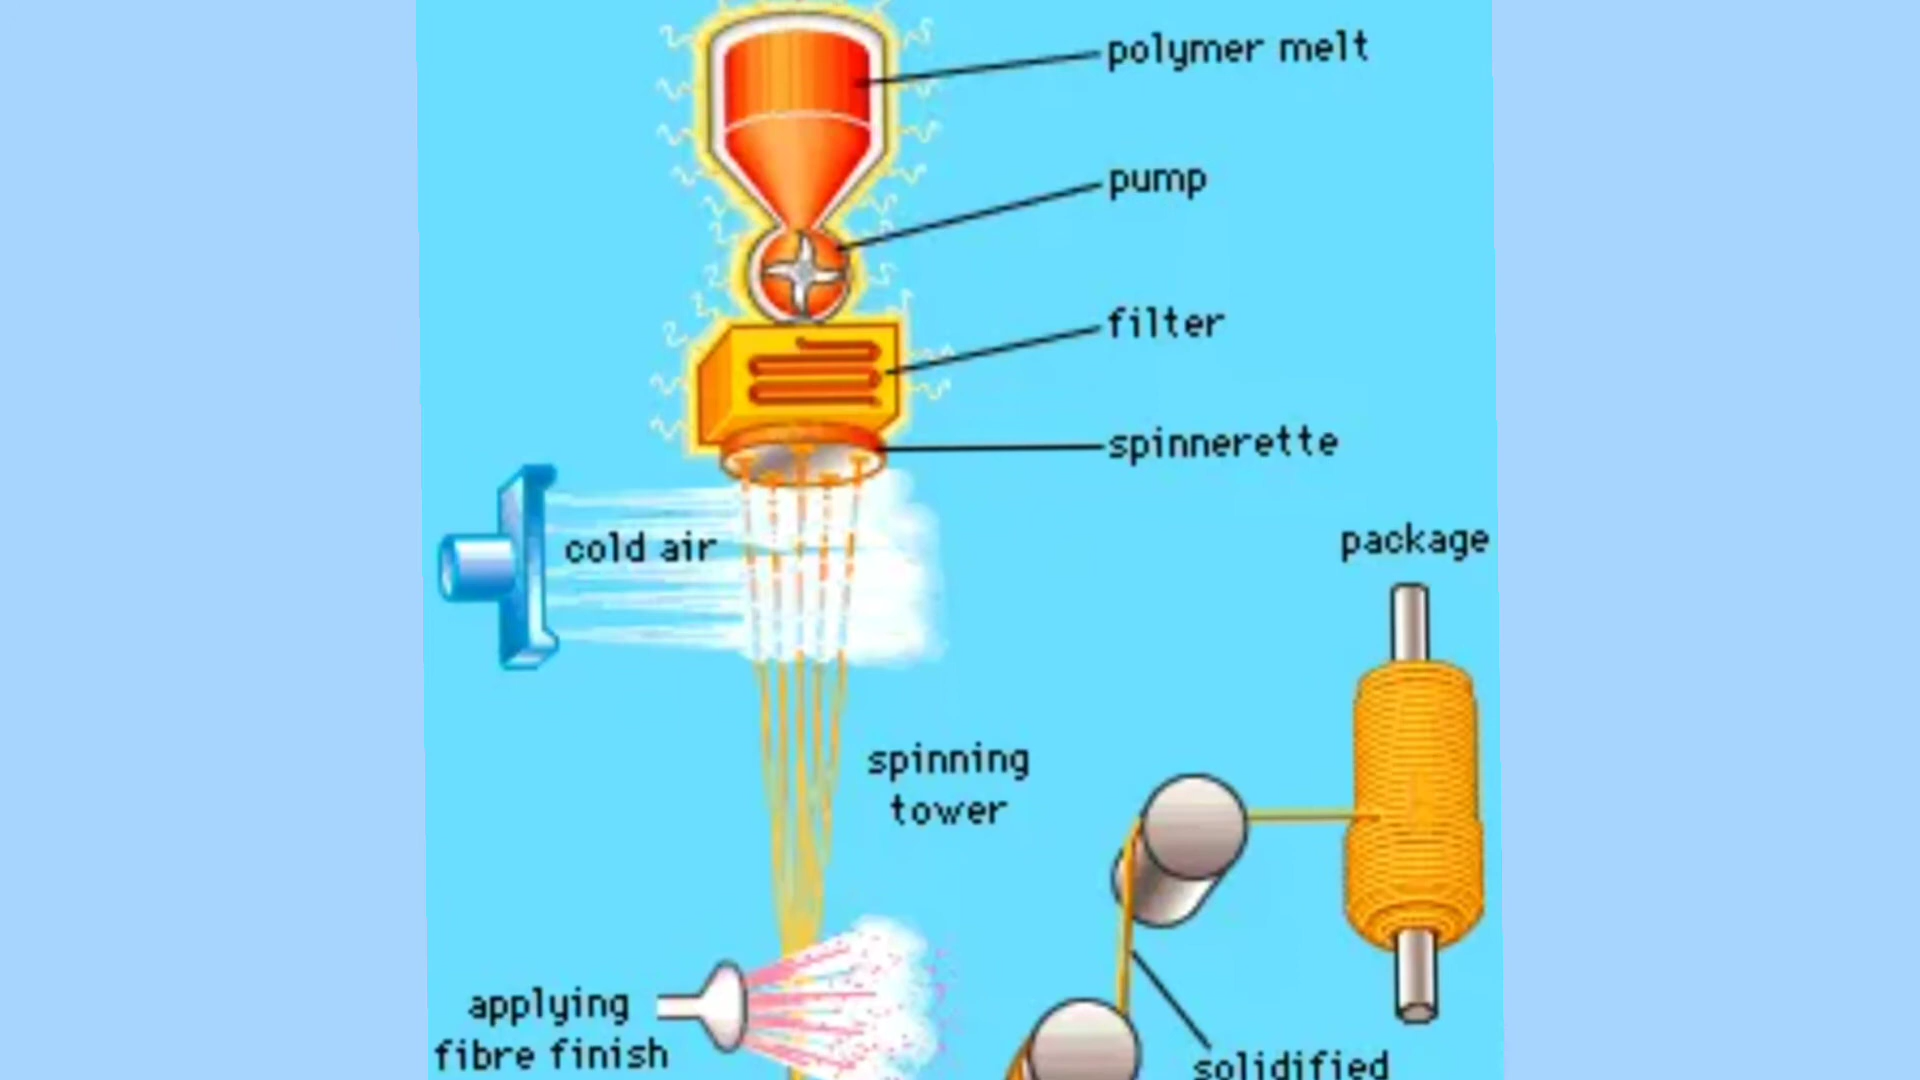 polymer melt
pump
filter
spinnerette
cold air
package
spinning
tower
applying
fibre finish
solidified